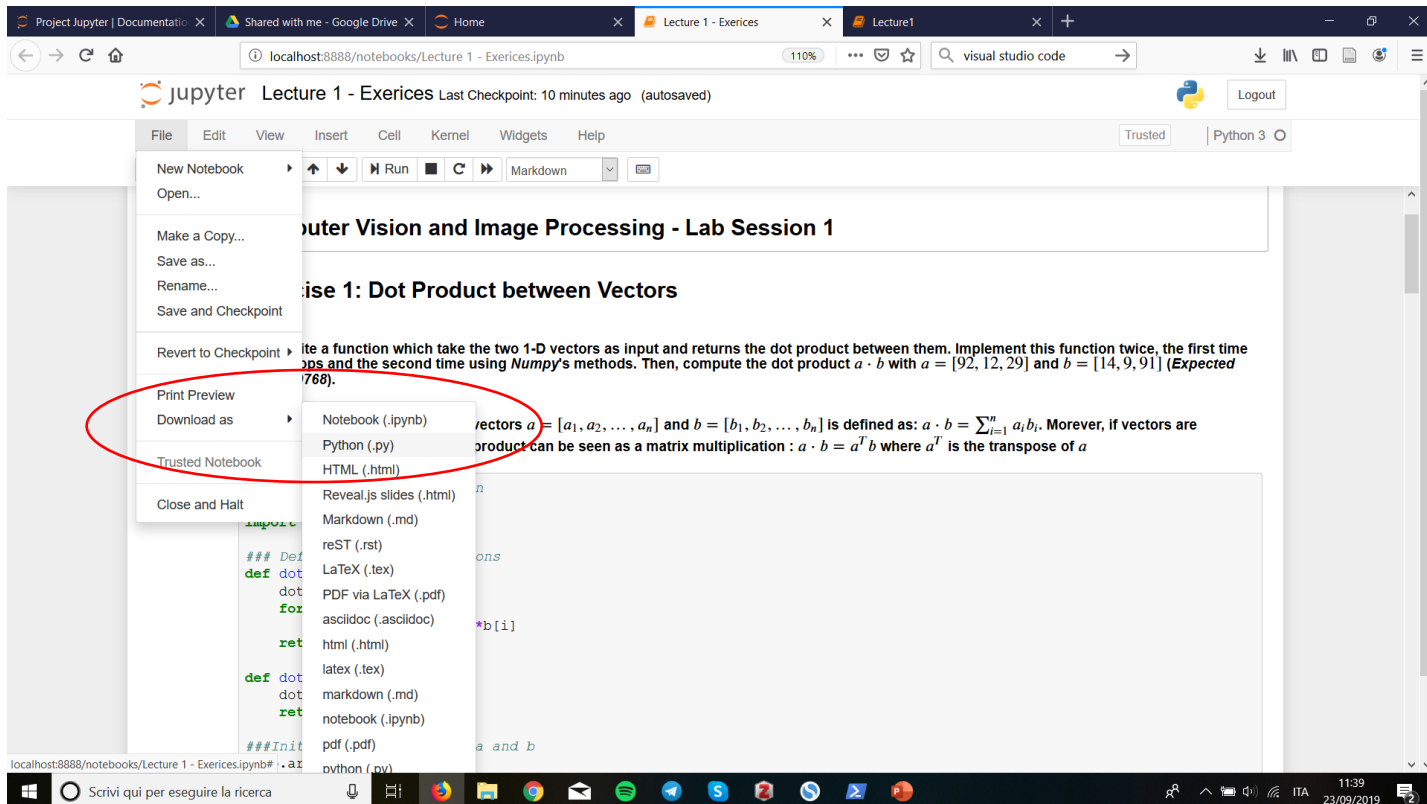 Project Jupyter | Documentatio
Shared with me - Google Drive
Home
Lecture 1 - Exerices
Lecture1
localhost:8888/notebooks/Lecture 1 - Exerices.ipynb
110%
visual studio code
jupyter Lecture 1 - Exerices Last Checkpoint: 10 minutes ago (autosaved)
Logout
File Edit View Insert Cell Kernel Widgets Help
Trusted
Python 3
Run
Markdown
New Notebook
Open...
Make a Copy...
Save as...
Rename...
Save and Checkpoint
Revert to Checkpoint
Print Preview
Download as
Trusted Notebook
Close and Halt
Notebook (.ipynb)
Python (.py)
HTML (.html)
Reveal.js slides (.html)
Markdown (.md)
reST (.rst)
LaTeX (.tex)
PDF via LaTeX (.pdf)
asciidoc (.asciidoc)
html (.html)
latex (.tex)
markdown (.md)
notebook (.ipynb)
pdf (.pdf)
python (.py)
outer Vision and Image Processing - Lab Session 1
ise 1: Dot Product between Vectors
ite a function which take the two 1-D vectors as input and returns the dot product between them. Implement this function twice, the first time
ops and the second time using Numpy's methods. Then, compute the dot product a · b with a = [92, 12, 29] and b = [14, 9, 91] (Expected
9768).
vectors a = [a₁, a₂, … , aₙ] and b = [b₁, b₂, … , bₙ] is defined as: a · b = ∑ⁿᵢ₌₁ aᵢbᵢ. Morever, if vectors are
product can be seen as a matrix multiplication : a · b = aᵀb where aᵀ is the transpose of a
n
import
### Def
ons
def dot
dot
for
*b[i]
ret
def dot
dot
ret
###Init
a and b
.ar
localhost:8888/notebooks/Lecture 1 - Exerices.ipynb#
Scrivi qui per eseguire la ricerca
ITA
11:39
23/09/2019
2